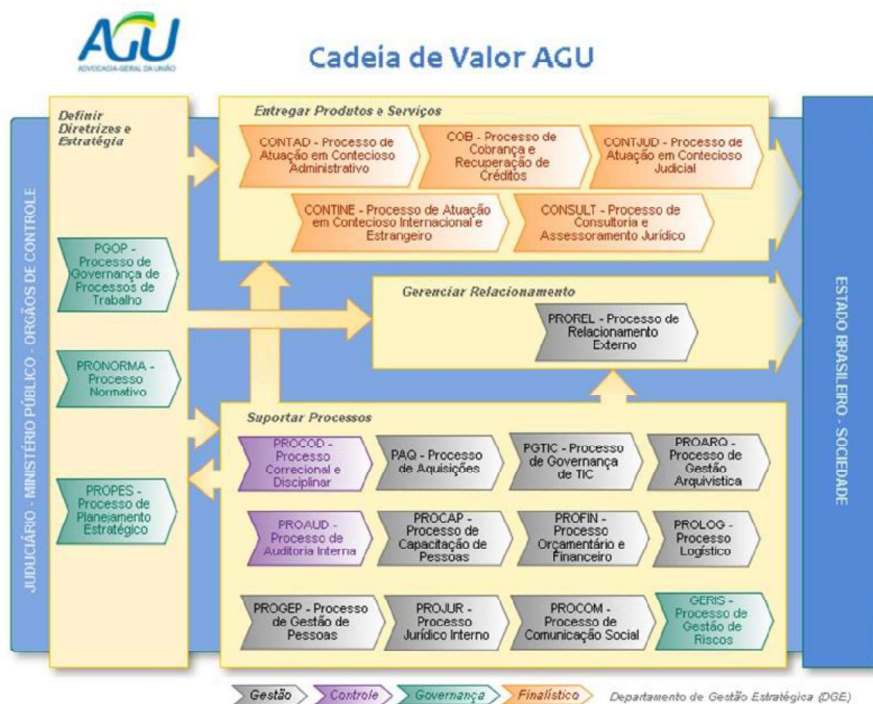 AGU
ADVOCACIA-GERAL DA UNIÃO
Cadeia de Valor AGU
JUDUCIÁRIO - MINISTÉRIO PÚBLICO - ORGÃOS DE CONTROLE
Definir
Diretrizes e
Estratégia
PGOP -
Processo de
Governança de
Processos de
Trabalho
PRONORMA -
Processo
Normativo
PROPES -
Processo de
Planejamento
Estratégico
Entregar Produtos e Serviços
CONTAD - Processo de
Atuação em Contecioso
Administrativo
COB - Processo de
Cobrança e
Recuperação de
Créditos
CONTJUD - Processo de
Atuação em Contecioso
Judicial
CONTINE - Processo de Atuação
em Contecioso Internacional e
Estrangeiro
CONSULT - Processo de
Consultoria e
Assessoramento Jurídico
Gerenciar Relacionamento
PROREL - Processo de
Relacionamento
Externo
Suportar Processos
PROCOD -
Processo
Correcional e
Disciplinar
PAQ - Processo
de Aquisições
PGTIC - Processo
de Governança
de TIC
PROARQ -
Processo de
Gestão
Arquivística
PROAUD -
Processo de
Auditoria Interna
PROCAP -
Processo de
Capacitação de
Pessoas
PROFIN -
Processo
Orçamentário e
Financeiro
PROLOG -
Processo
Logístico
PROGEP - Processo
de Gestão de
Pessoas
PROJUR -
Processo
Jurídico Interno
PROCOM -
Processo de
Comunicação Social
GERIS -
Processo de
Gestão de
Riscos
ESTADO BRASILEIRO - SOCIEDADE
Gestão
Controle
Governança
Finalístico
Departamento de Gestão Estratégica (DGE)